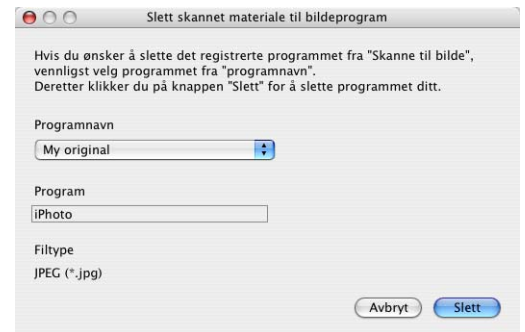 Slett skannet materiale til bildeprogram
Hvis du ønsker å slette det registrerte programmet fra "Skanne til bilde",
vennligst velg programmet fra "programnavn".
Deretter klikker du på knappen "Slett" for å slette programmet ditt.
Programnavn
My original
Program
iPhoto
Filtype
JPEG (*.jpg)
Avbryt Slett